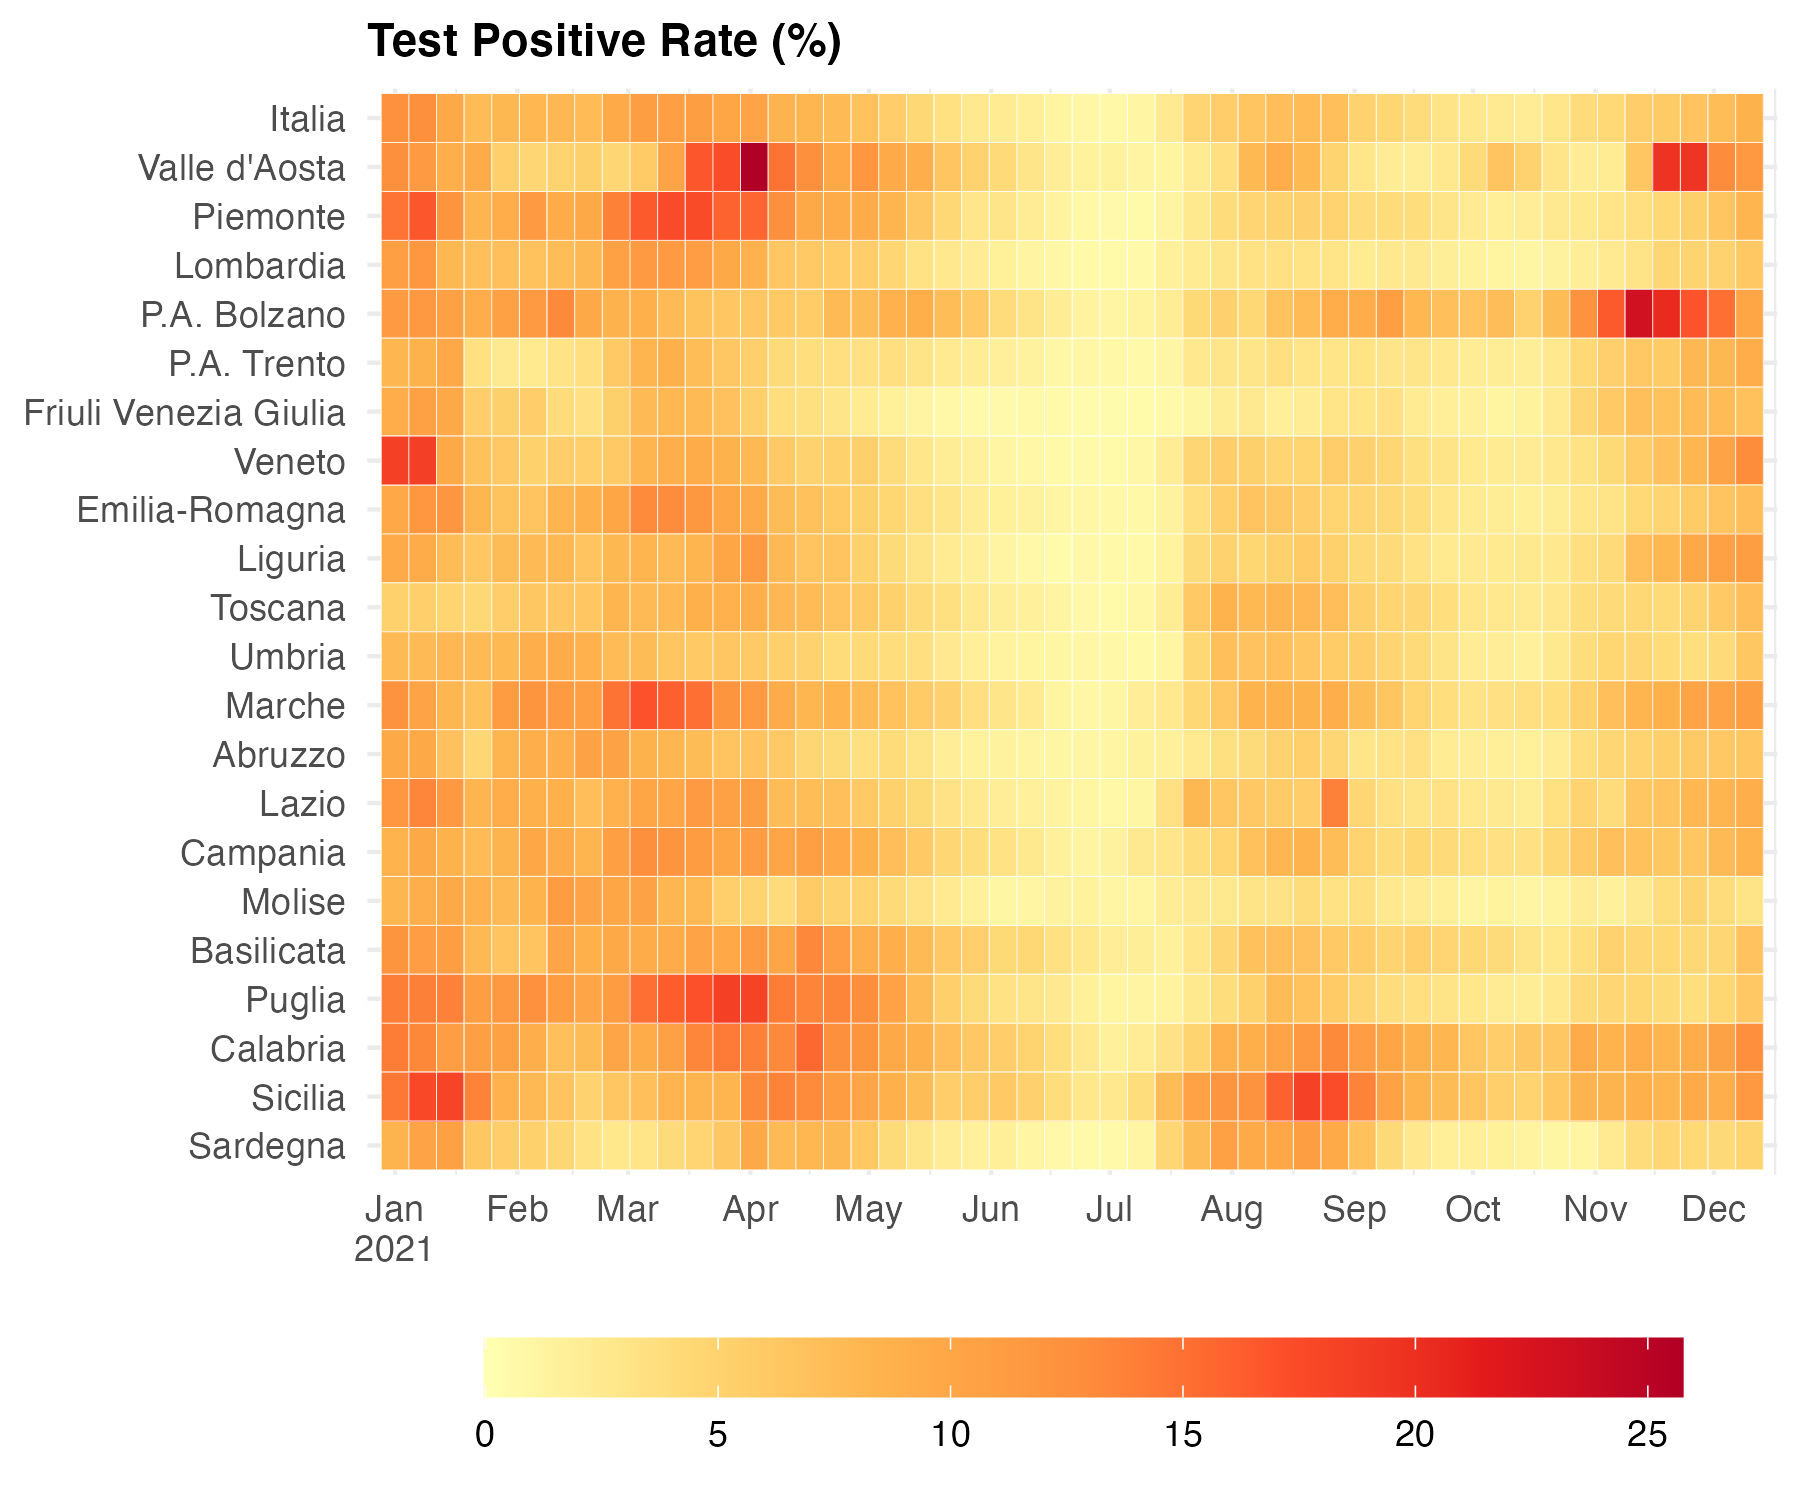 Test Positive Rate (%)
Italia
Valle d'Aosta
Piemonte
Lombardia
P.A. Bolzano
P.A. Trento
Friuli Venezia Giulia
Veneto
Emilia-Romagna
Liguria
Toscana
Umbria
Marche
Abruzzo
Lazio
Campania
Molise
Basilicata
Puglia
Calabria
Sicilia
Sardegna
Jan Feb Mar Apr May Jun Jul Aug Sep Oct Nov Dec
2021
0 5 10 15 20 25